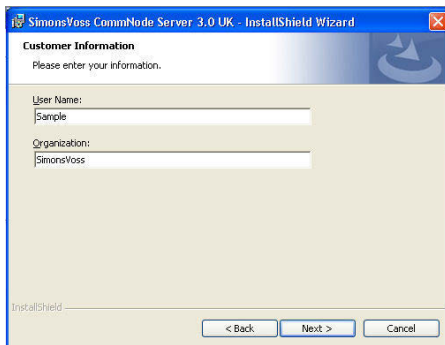 SimonsVoss CommNode Server 3.0 UK - InstallShield Wizard
Customer Information
Please enter your information.
User Name:
Sample
Organization:
SimonsVoss
InstallShield
< Back Next > Cancel